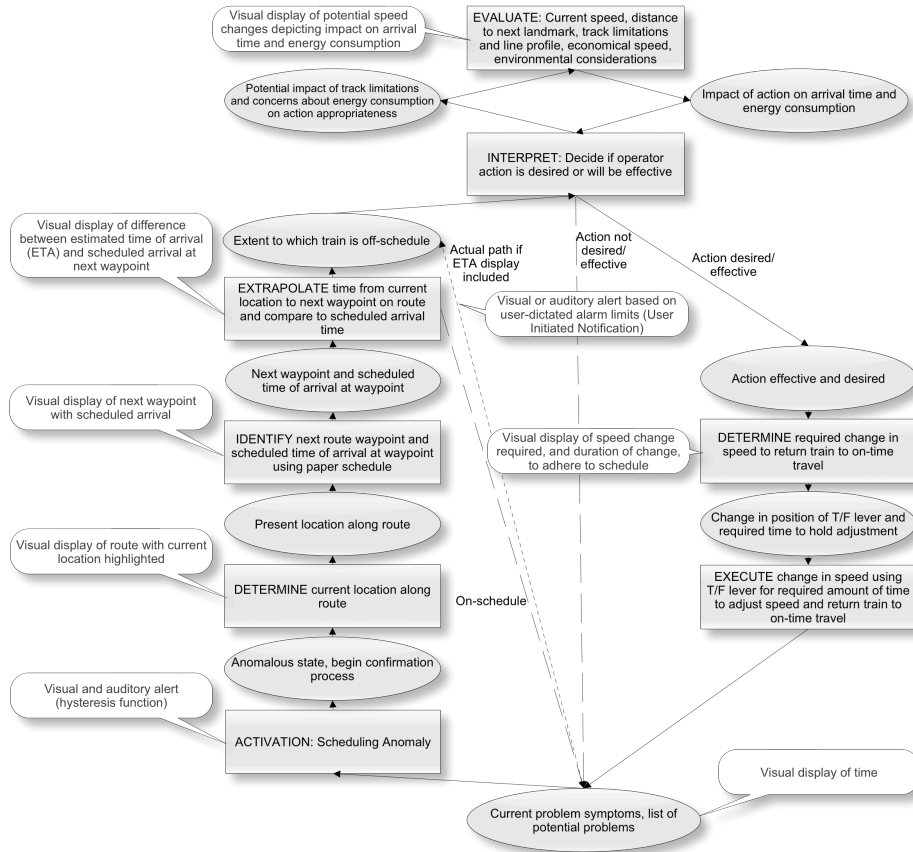 Visual display of potential speed
changes depicting impact on arrival
time and energy consumption
EVALUATE: Current speed, distance
to next landmark, track limitations
and line profile, economical speed,
environmental considerations
Potential impact of track limitations
and concerns about energy consumption
on action appropriateness
Impact of action on arrival time and
energy consumption
INTERPRET: Decide if operator
action is desired or will be effective
Visual display of difference
between estimated time of arrival
(ETA) and scheduled arrival at
next waypoint
Extent to which train is off-schedule
Actual path if
ETA display
included
Action not
desired/
effective
Action desired/
effective
EXTRAPOLATE time from current
location to next waypoint on route
and compare to scheduled arrival
time
Visual or auditory alert based on
user-dictated alarm limits (User
Initiated Notification)
Next waypoint and scheduled
time of arrival at waypoint
Action effective and desired
Visual display of next waypoint
with scheduled arrival
IDENTIFY next route waypoint and
scheduled time of arrival at waypoint
using paper schedule
Visual display of speed change
required, and duration of change,
to adhere to schedule
DETERMINE required change in
speed to return train to on-time
travel
Present location along route
Change in position of T/F lever and
required time to hold adjustment
Visual display of route with current
location highlighted
DETERMINE current location along
route
On-schedule
EXECUTE change in speed using
T/F lever for required amount of time
to adjust speed and return train to
on-time travel
Anomalous state, begin confirmation
process
Visual and auditory alert
(hysteresis function)
ACTIVATION: Scheduling Anomaly
Visual display of time
Current problem symptoms, list of
potential problems